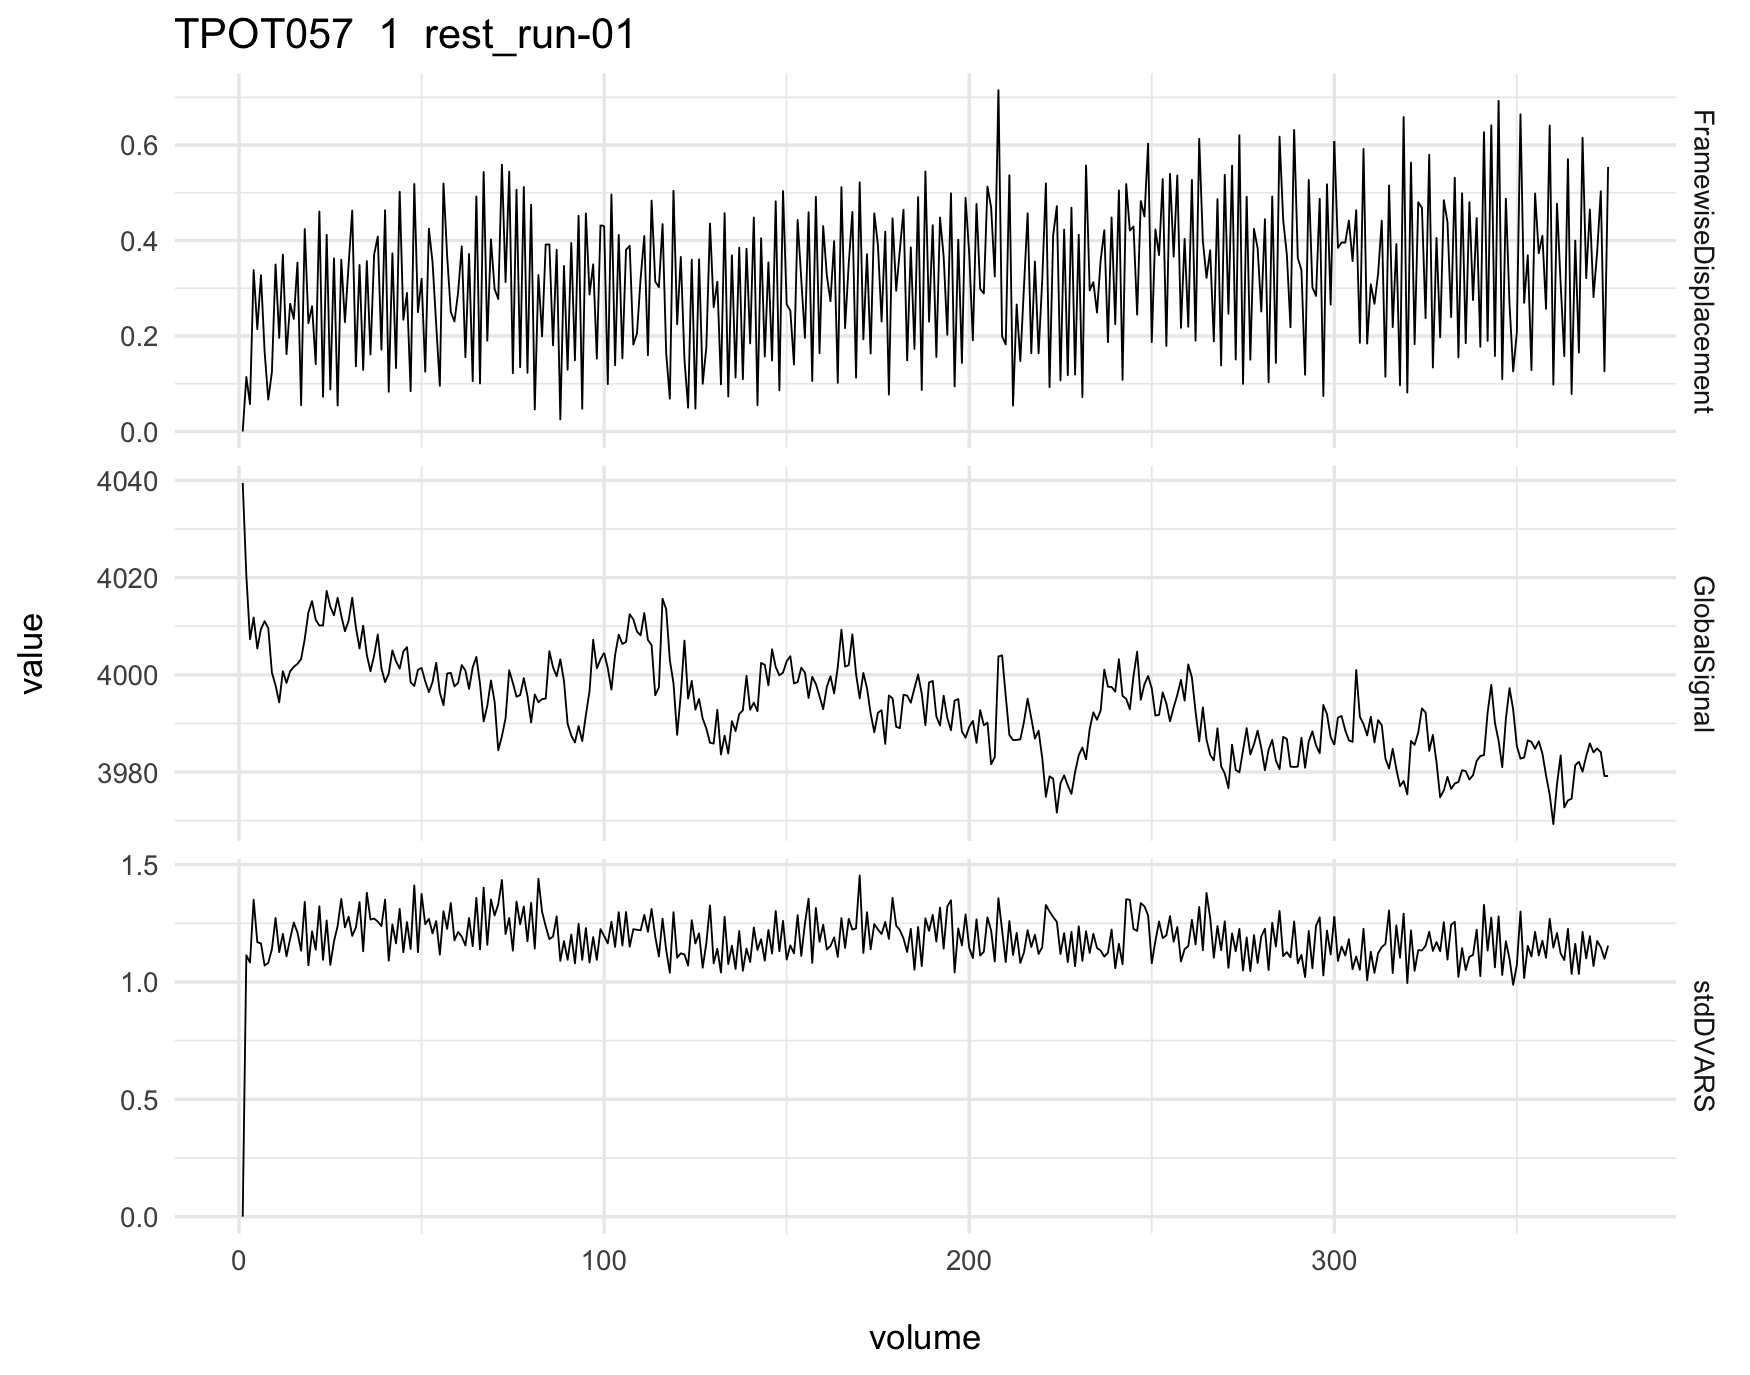 TPOT057 1 rest_run-01
0.6
0.4
0.2
0.0
FramewiseDisplacement
4040
4020
4000
3980
GlobalSignal
value
1.5
1.0
0.5
0.0
stdDVARS
0 100 200 300
volume